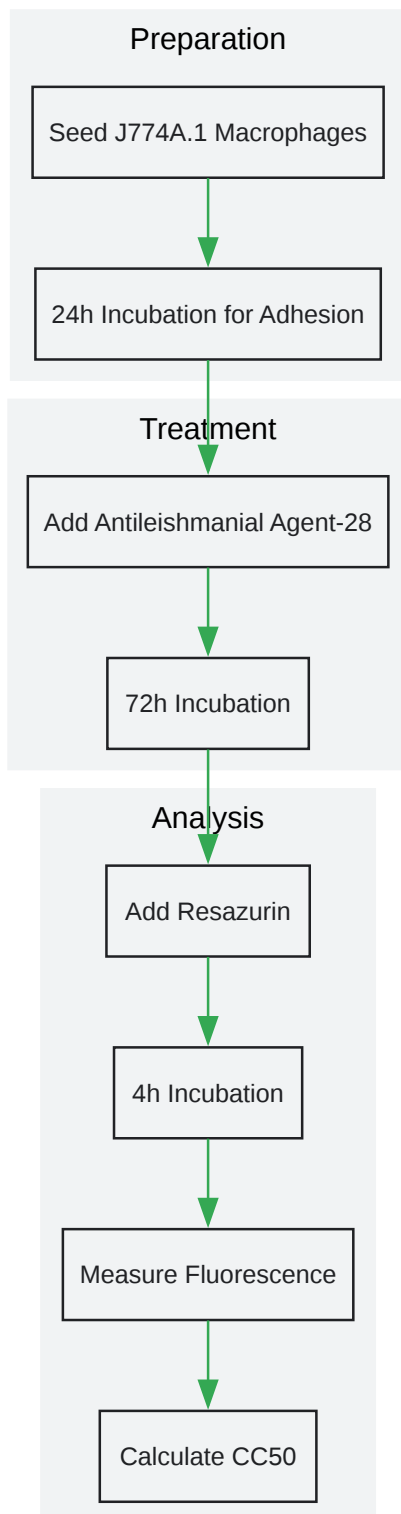 Preparation
Seed J774A.1 Macrophages
24h Incubation for Adhesion
Treatment
Add Antileishmanial Agent-28
72h Incubation
Analysis
Add Resazurin
4h Incubation
Measure Fluorescence
Calculate CC50